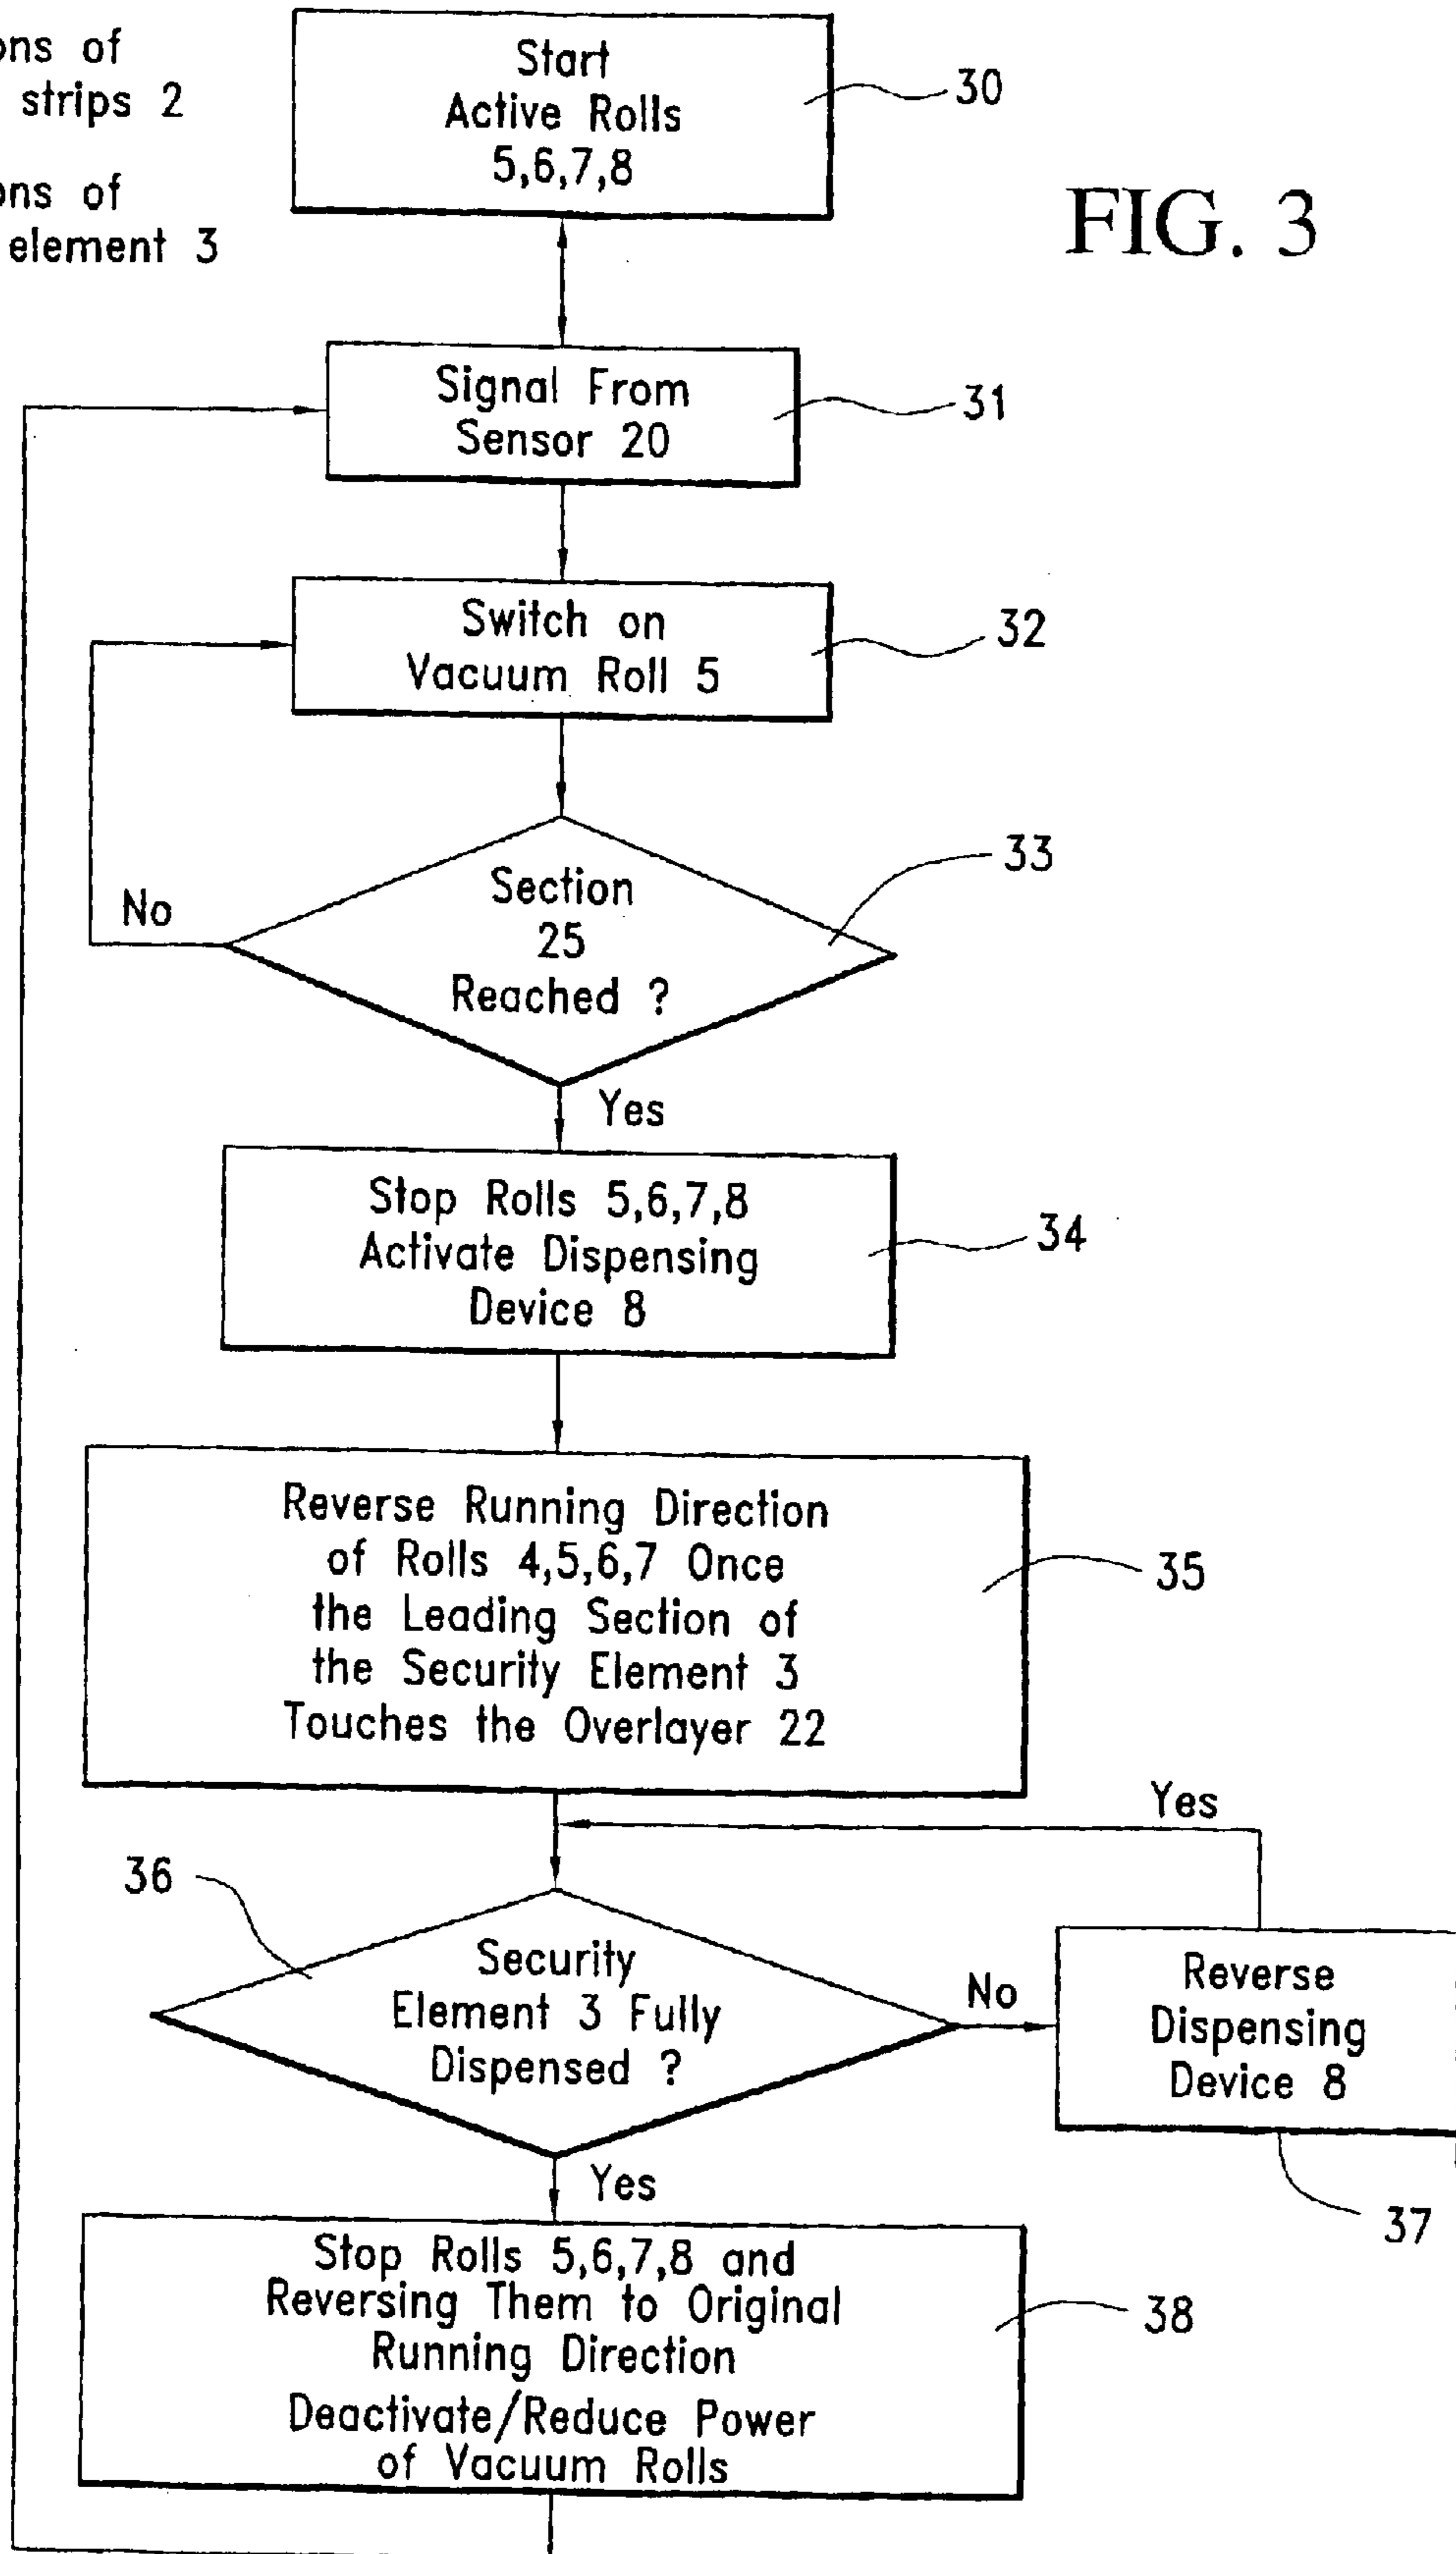 ons of
strips 2
ons of
element 3
FIG. 3
Start
Active Rolls
5,6,7,8
30
Signal From
Sensor 20
31
Switch on
Vacuum Roll 5
32
Section
25
Reached ?
33
No
Yes
Stop Rolls 5,6,7,8
Activate Dispensing
Device 8
34
Reverse Running Direction
of Rolls 4,5,6,7 Once
the Leading Section of
the Security Element 3
Touches the Overlayer 22
35
Yes
36
Security
Element 3 Fully
Dispensed ?
No
Reverse
Dispensing
Device 8
37
Yes
Stop Rolls 5,6,7,8 and
Reversing Them to Original
Running Direction
Deactivate/Reduce Power
of Vacuum Rolls
38